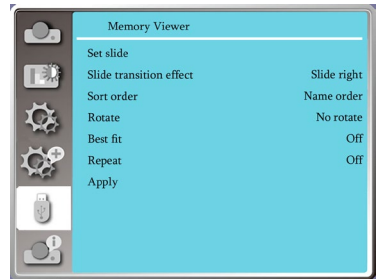 Memory Viewer
Set slide
Slide transition effect Slide right
Sort order Name order
Rotate No rotate
Best fit Off
Repeat Off
Apply